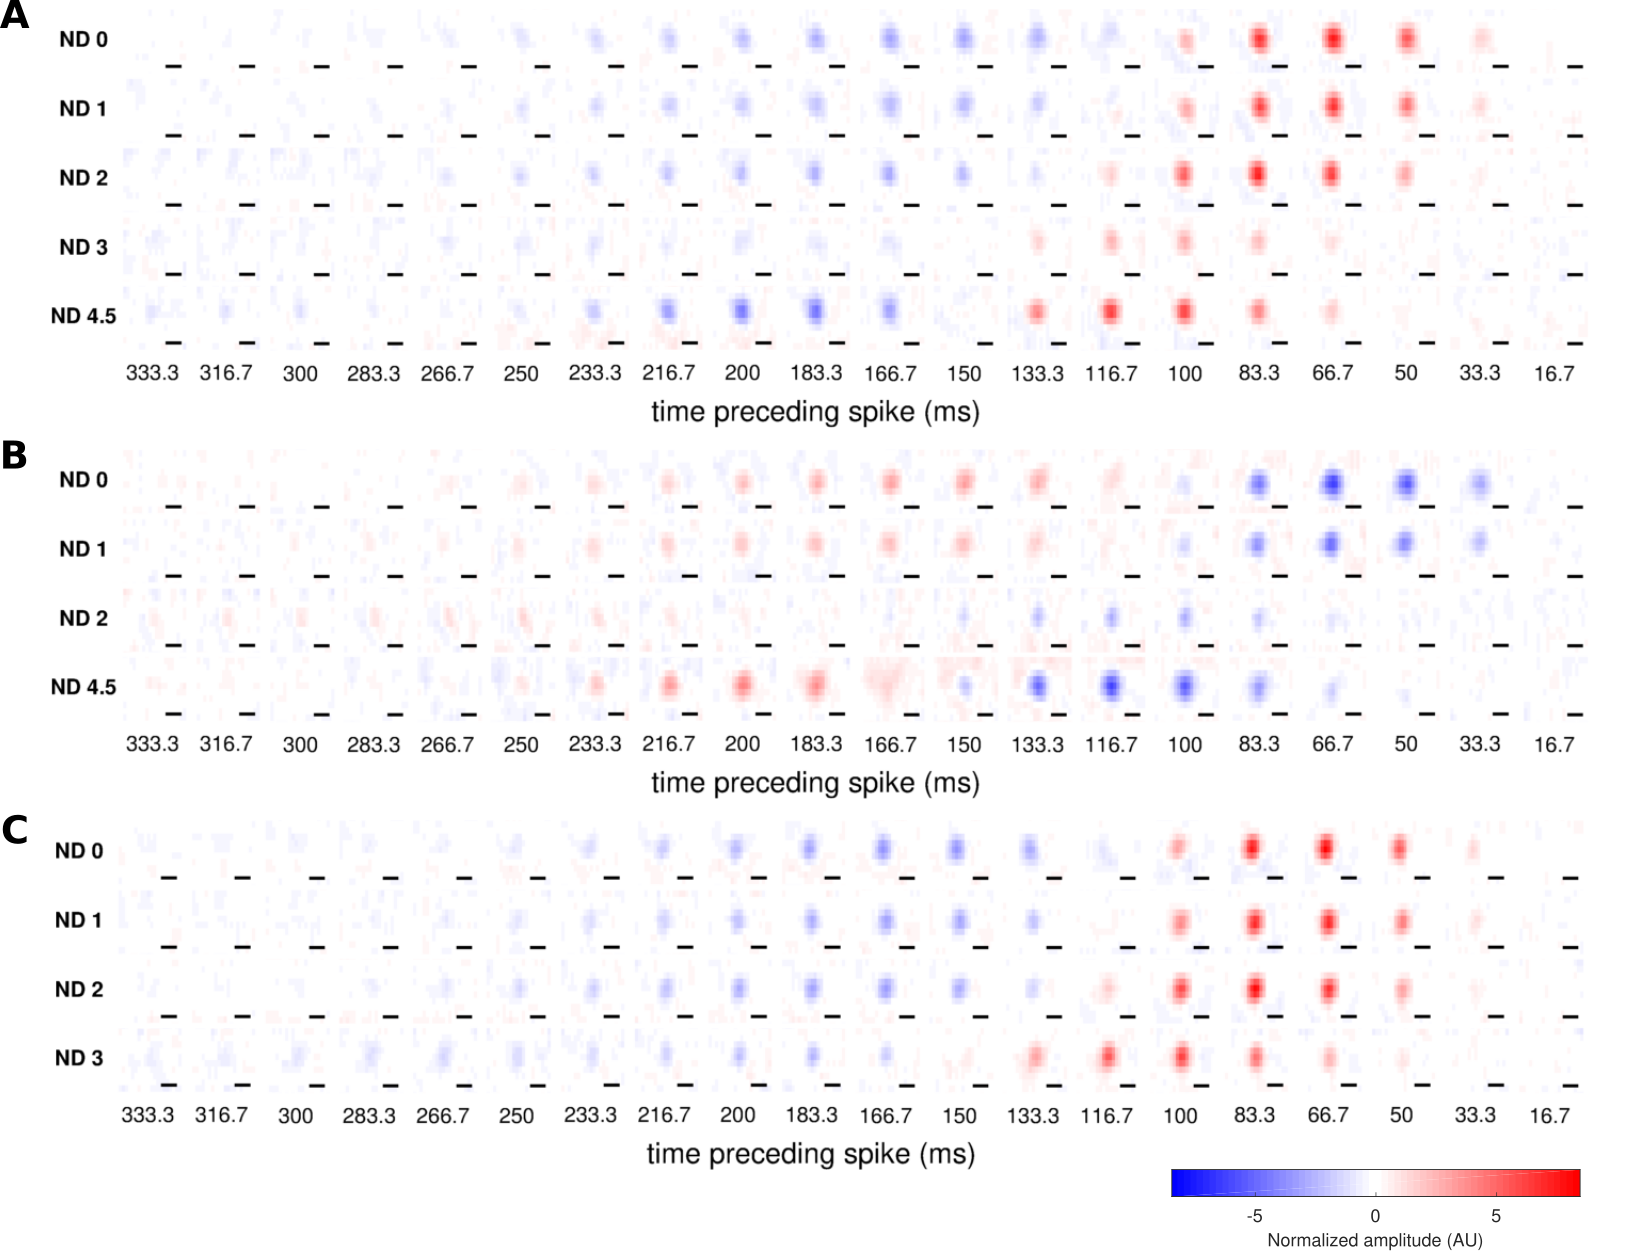 A
ND 0
ND 1
ND 2
ND 3
ND 4.5
333.3 316.7 300 283.3 266.7 250 233.3 216.7 200 183.3 166.7 150 133.3 116.7 100 83.3 66.7 50 33.3 16.7
time preceding spike (ms)
B
ND 0
ND 1
ND 2
ND 4.5
333.3 316.7 300 283.3 266.7 250 233.3 216.7 200 183.3 166.7 150 133.3 116.7 100 83.3 66.7 50 33.3 16.7
time preceding spike (ms)
C
ND 0
ND 1
ND 2
ND 3
333.3 316.7 300 283.3 266.7 250 233.3 216.7 200 183.3 166.7 150 133.3 116.7 100 83.3 66.7 50 33.3 16.7
time preceding spike (ms)
-5 0 5
Normalized amplitude (AU)